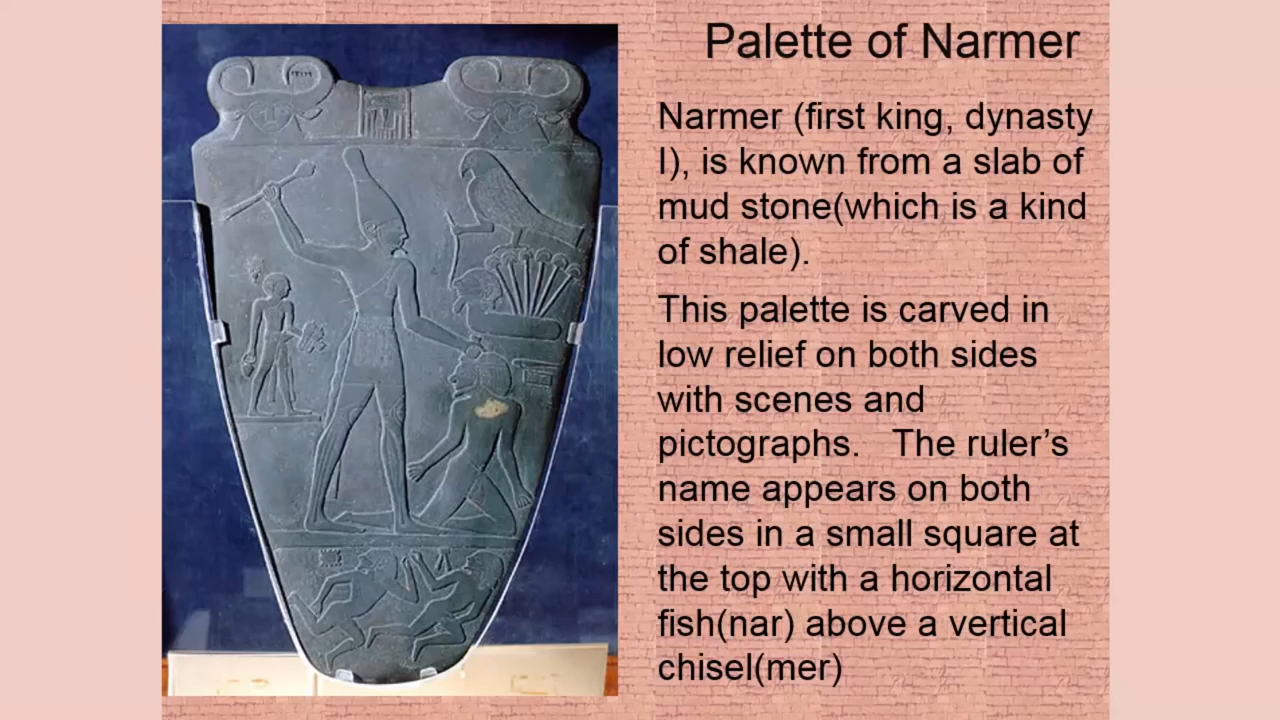 Palette of Narmer
Narmer (first king, dynasty
I), is known from a slab of
mud stone(which is a kind
of shale).
This palette is carved in
low relief on both sides
with scenes and
pictographs. The ruler’s
name appears on both
sides in a small square at
the top with a horizontal
fish(nar) above a vertical
chisel(mer)